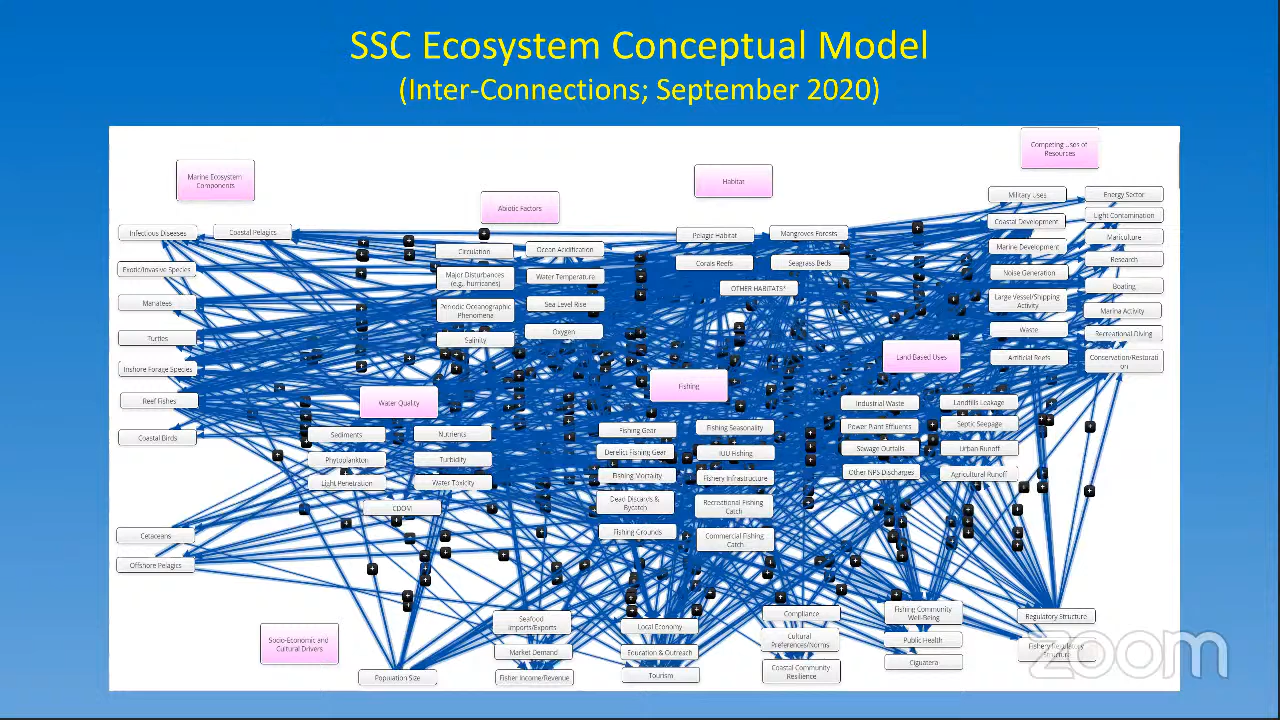 SSC Ecosystem Conceptual Model
(Inter-Connections; September 2020)
Marine Ecosystem
Components
Infectious Diseases
Coastal Pelagics
Exotic/Invasive Species
Manatees
Turtles
Inshore Forage Species
Reef Fishes
Coastal Birds
Cetaceans
Offshore Pelagics
Abiotic Factors
Circulation
Ocean Acidification
Major Disturbances
(e.g., hurricanes)
Water Temperature
Periodic Oceanographic
Phenomena
Sea Level Rise
Salinity
Oxygen
Habitat
Pelagic Habitat
Mangroves Forests
Corals Reefs
Seagrass Beds
OTHER HABITATS*
Competing Uses of
Resources
Military Uses
Energy Sector
Coastal Development
Light Contamination
Marine Development
Mariculture
Noise Generation
Research
Large Vessel/Shipping
Activity
Boating
Waste
Marina Activity
Artificial Reefs
Recreational Diving
Conservation/Restorati
on
Water Quality
Sediments
Nutrients
Phytoplankton
Turbidity
Light Penetration
Water Toxicity
CDOM
Fishing
Fishing Gear
Fishing Seasonality
Derelict Fishing Gear
IUU Fishing
Fishing Mortality
Fishery Infrastructure
Dead Discards &
Bycatch
Recreational Fishing
Catch
Fishing Grounds
Commercial Fishing
Catch
Land Based Uses
Industrial Waste
Landfills Leakage
Power Plant Effluents
Septic Seepage
Sewage Outfalls
Urban Runoff
Other NPS Discharges
Agricultural Runoff
Socio-Economic and
Cultural Drivers
Population Size
Seafood
Imports/Exports
Market Demand
Fisher Income/Revenue
Local Economy
Education & Outreach
Tourism
Compliance
Cultural
Preferences/Norms
Coastal Community
Resilience
Fishing Community
Well-Being
Public Health
Ciguatera
Regulatory Structure
Fishery Regulatory
Structure
zoom